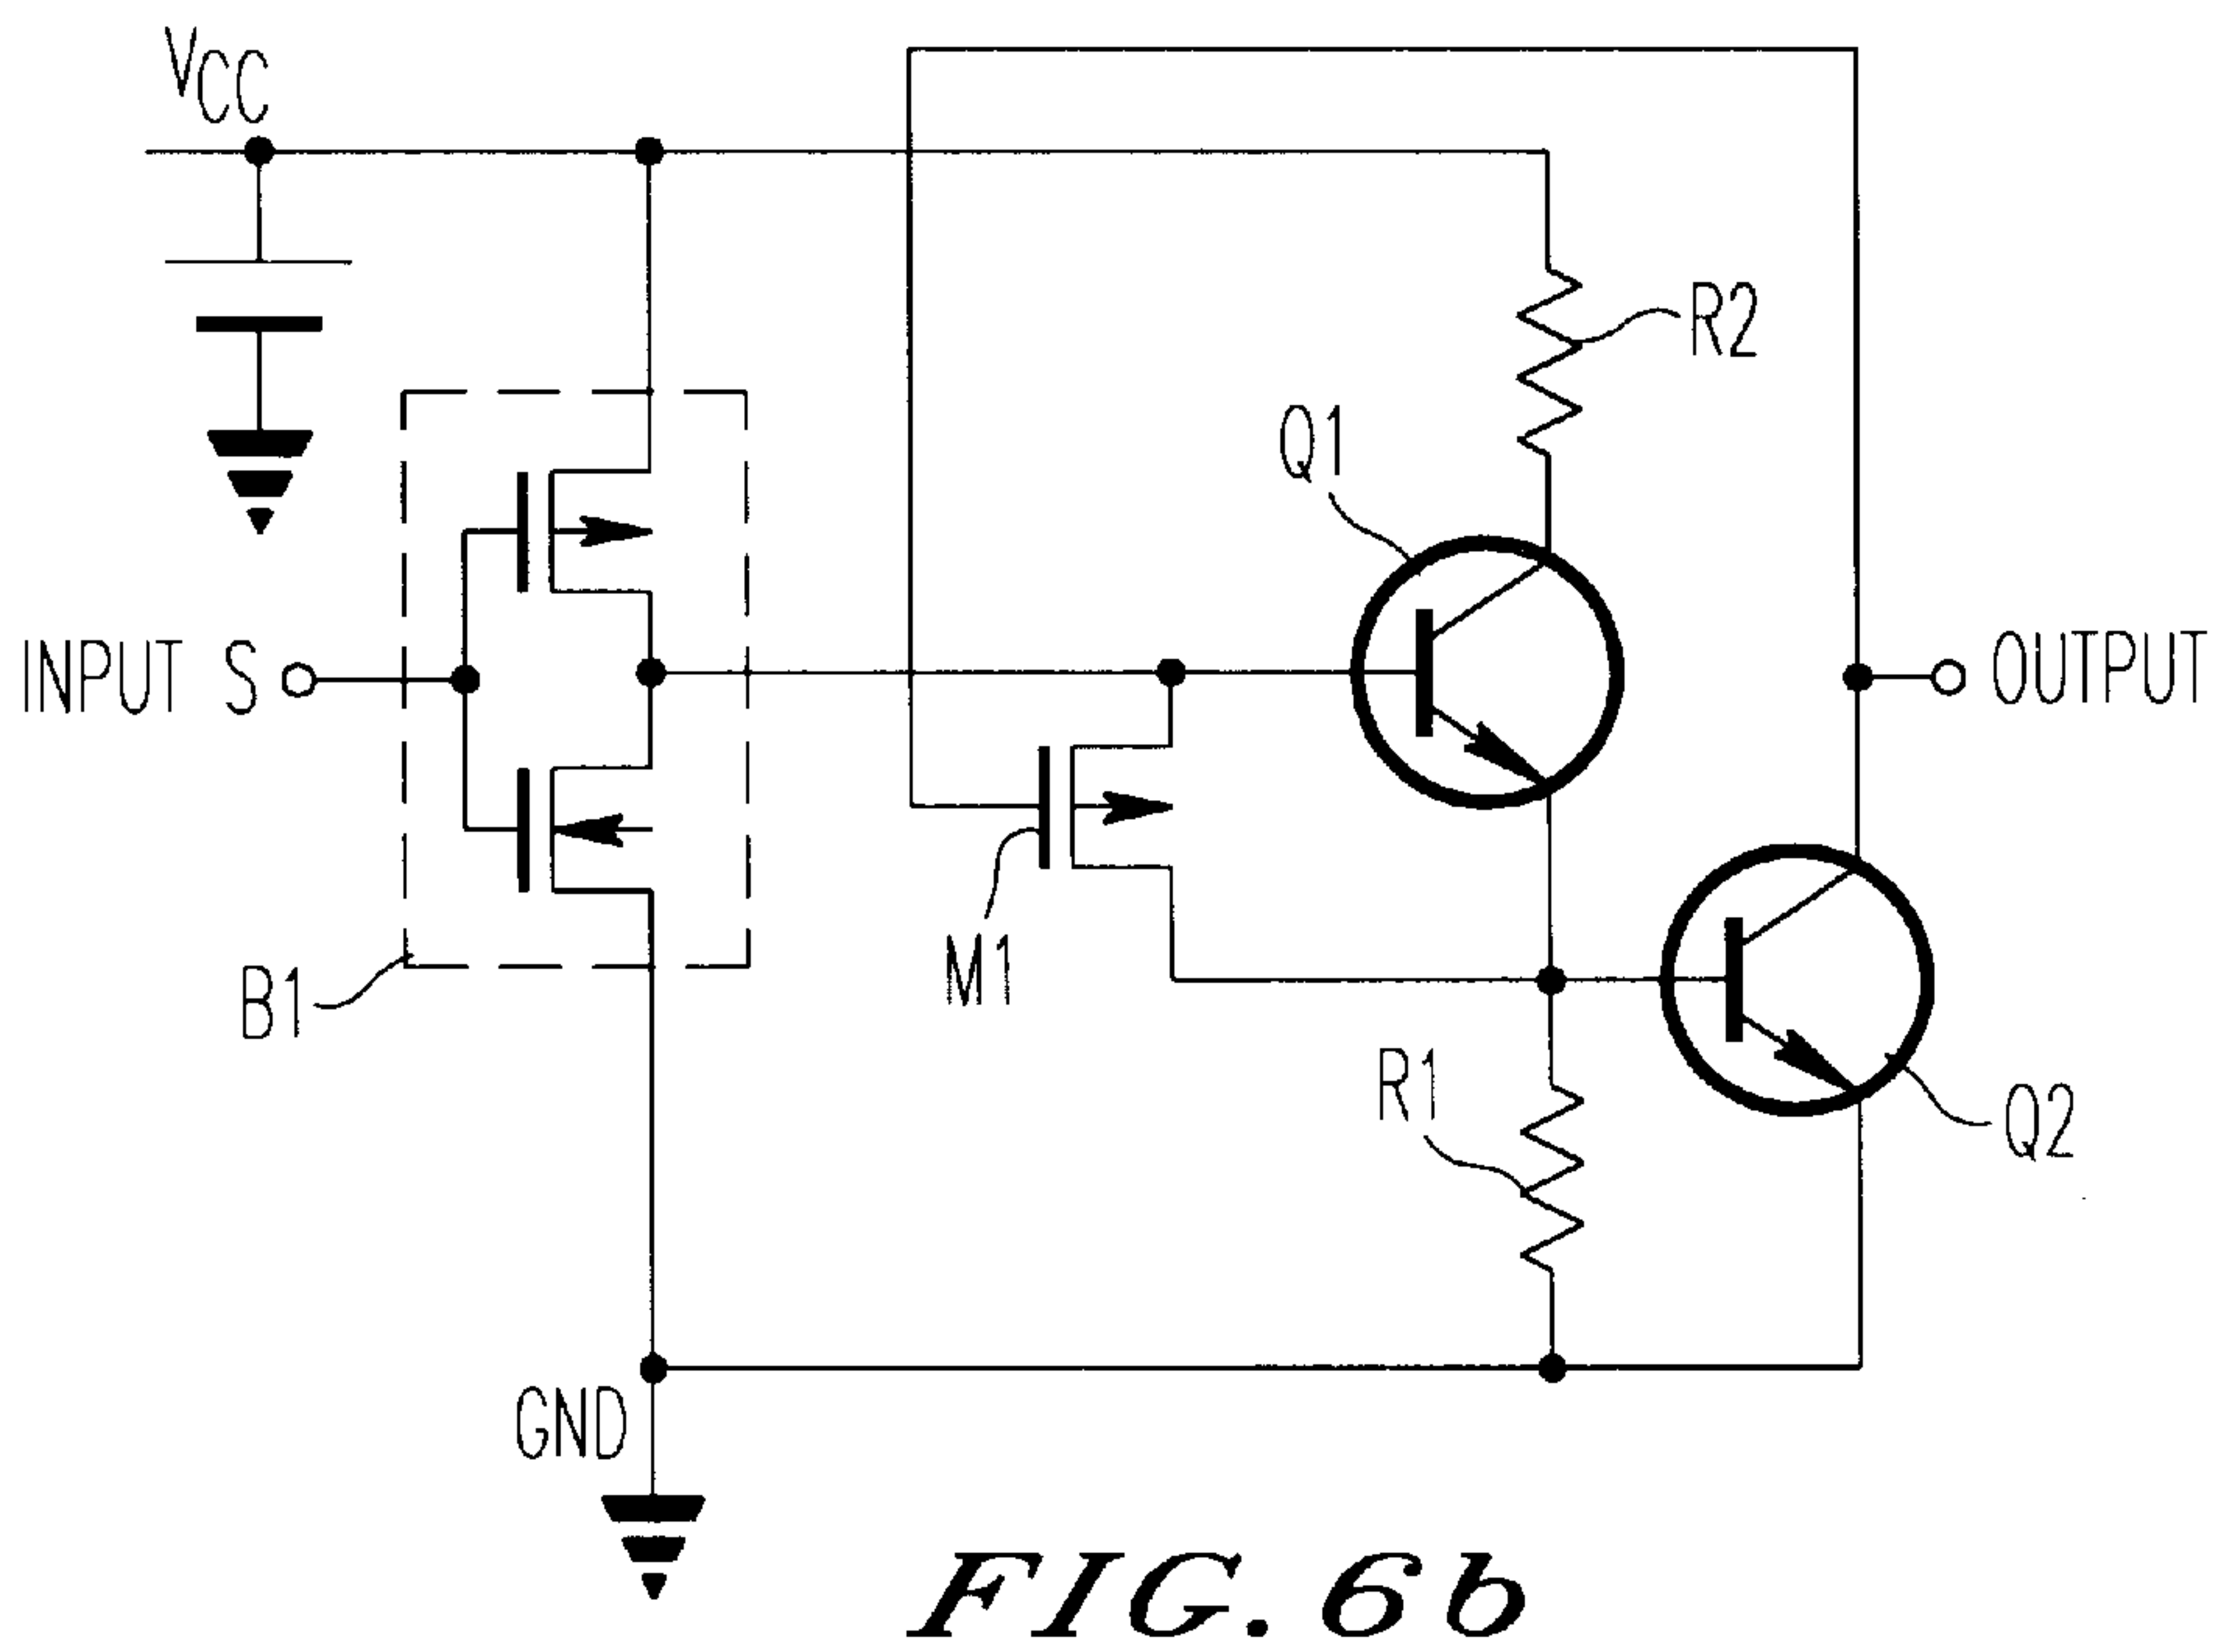 VCC
R2
Q1
INPUT S
OUTPUT
M1
B1
R1
Q2
GND
FIG. 6b